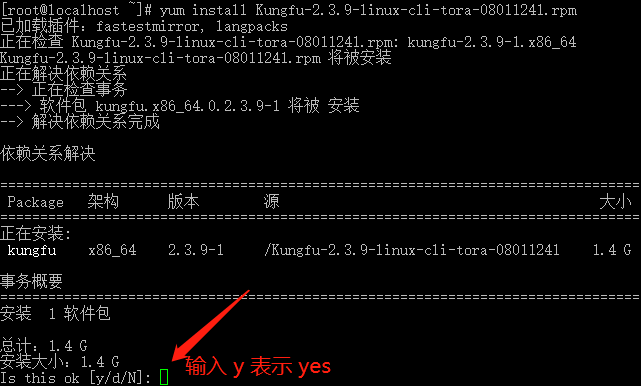 [root@localhost ~]# yum install Kungfu-2.3.9-linux-cli-tora-08011241.rpm
已加载插件：fastestmirror, langpacks
正在检查 Kungfu-2.3.9-linux-cli-tora-08011241.rpm: kungfu-2.3.9-1.x86_64
Kungfu-2.3.9-linux-cli-tora-08011241.rpm 将被安装
正在解决依赖关系
--> 正在检查事务
---> 软件包 kungfu.x86_64.0.2.3.9-1 将被 安装
--> 解决依赖关系完成
依赖关系解决
================================================================================
Package 架构 版本 源 大小
================================================================================
正在安装:
kungfu x86_64 2.3.9-1 /Kungfu-2.3.9-linux-cli-tora-08011241 1.4 G
事务概要
================================================================================
安装 1 软件包
总计：1.4 G
安装大小：1.4 G
Is this ok [y/d/N]:
输入 y 表示 yes